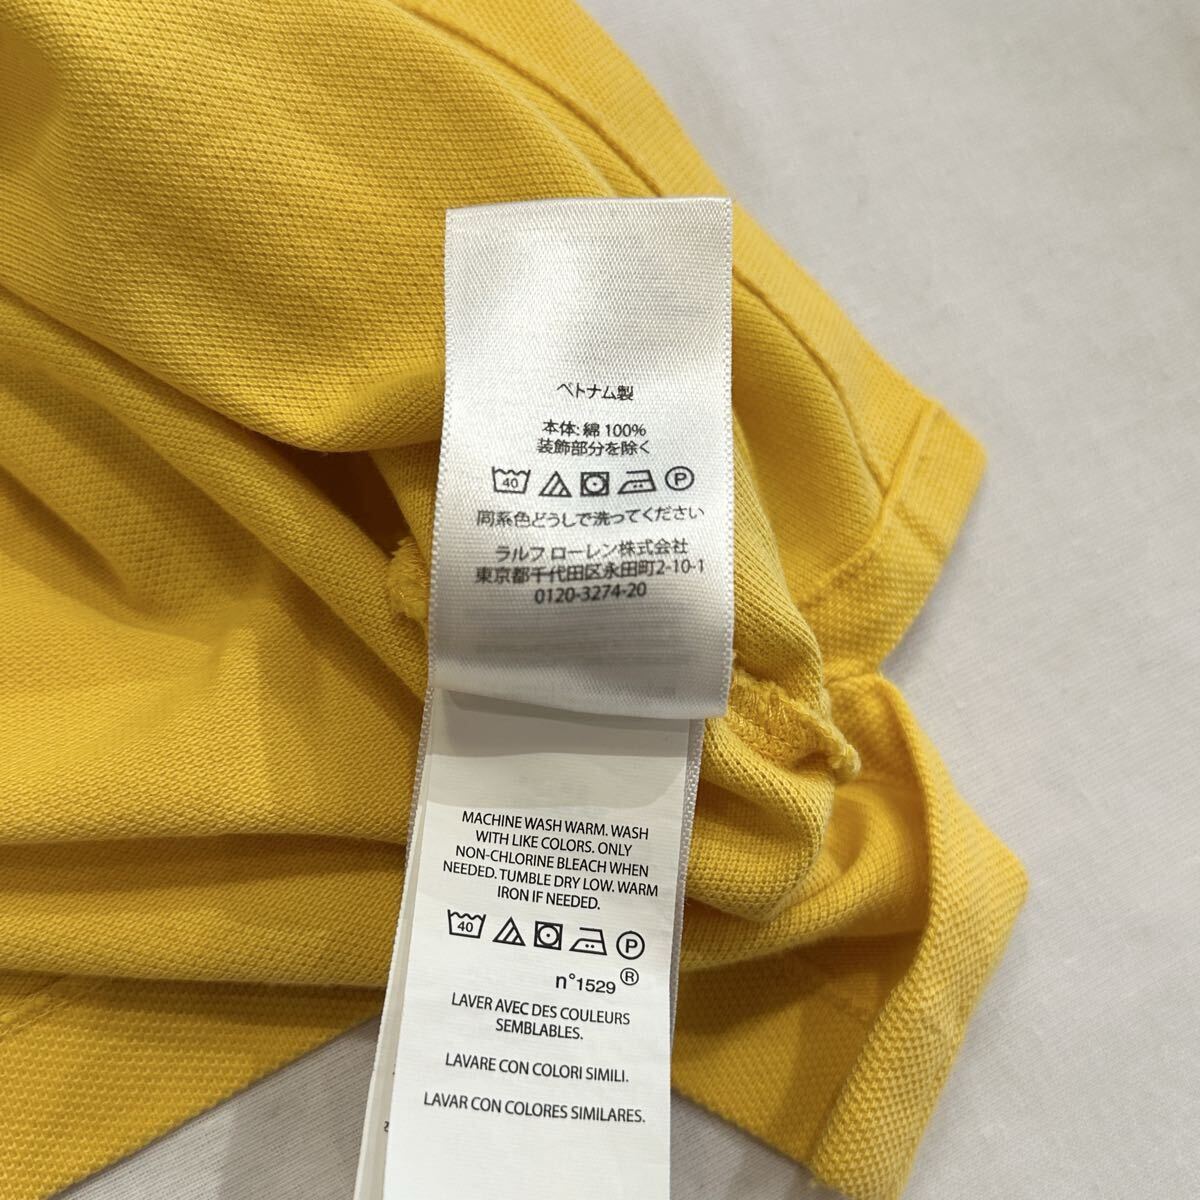 ベトナム製
本体: 綿 100%
装飾部分を除く
40 P
同系色どうしで洗ってください
ラルフ ローレン株式会社
東京都千代田区永田町2-10-1
0120-3274-20
MACHINE WASH WARM. WASH
WITH LIKE COLORS. ONLY
NON-CHLORINE BLEACH WHEN
NEEDED. TUMBLE DRY LOW. WARM
IRON IF NEEDED.
40 P
n°1529 ®
LAVER AVEC DES COULEURS
SEMBLABLES.
LAVARE CON COLORI SIMILI.
LAVAR CON COLORES SIMILARES.